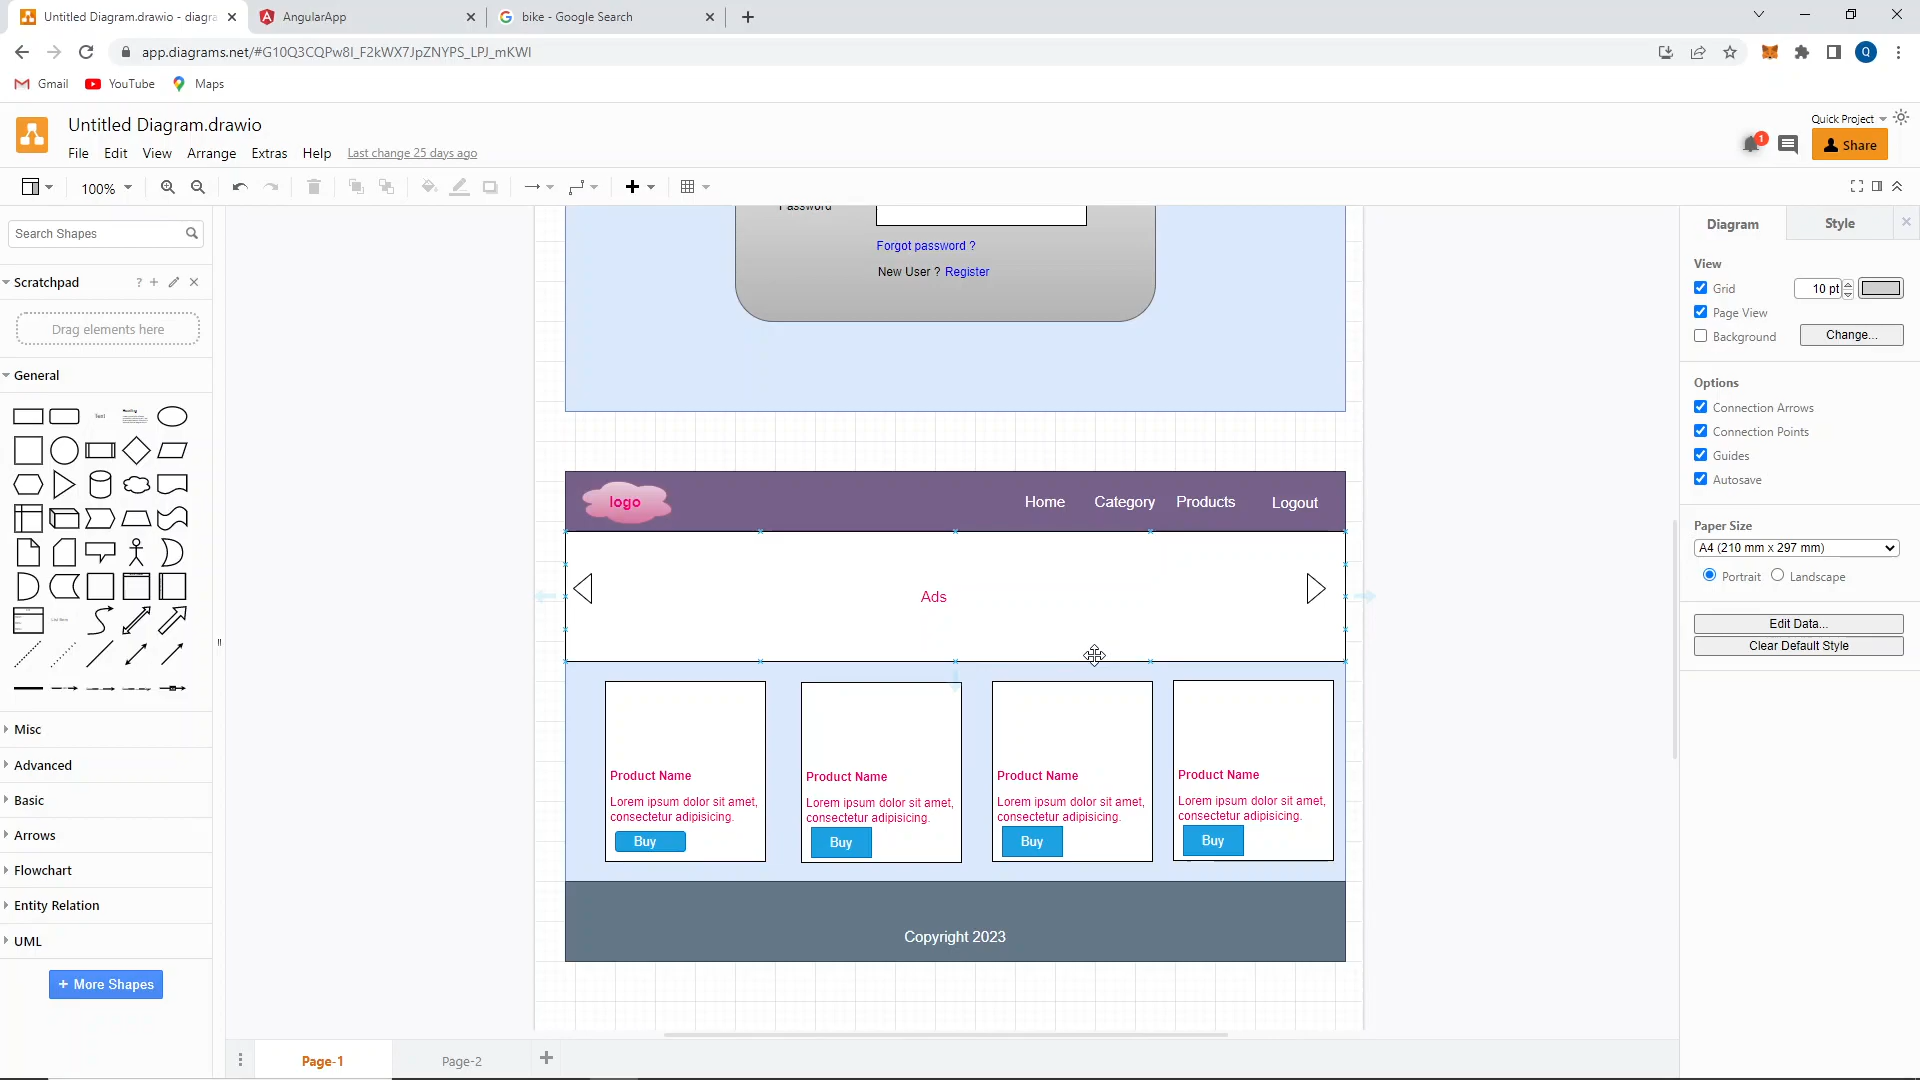 Untitled Diagram.drawio - diagra
AngularApp
bike - Google Search
app.diagrams.net/#G10Q3CQPw8I_F2kWX7JpZNYPS_LPJ_mKWI
Q
Gmail
YouTube
Maps
Untitled Diagram.drawio
Quick Project
File
Edit
View
Arrange
Extras
Help
Last change 25 days ago
1
Share
100%
Search Shapes
Scratchpad
?
Drag elements here
General
Text
Heading
Misc
Advanced
Basic
Arrows
Flowchart
Entity Relation
UML
+ More Shapes
Password
Forgot password ?
New User ? Register
logo
Home
Category
Products
Logout
Ads
Product Name
Lorem ipsum dolor sit amet,
consectetur adipisicing.
Buy
Product Name
Lorem ipsum dolor sit amet,
consectetur adipisicing.
Buy
Product Name
Lorem ipsum dolor sit amet,
consectetur adipisicing.
Buy
Product Name
Lorem ipsum dolor sit amet,
consectetur adipisicing.
Buy
Copyright 2023
Page-1
Page-2
Diagram
Style
View
Grid
10 pt
Page View
Background
Change...
Options
Connection Arrows
Connection Points
Guides
Autosave
Paper Size
A4 (210 mm x 297 mm)
Portrait
Landscape
Edit Data...
Clear Default Style